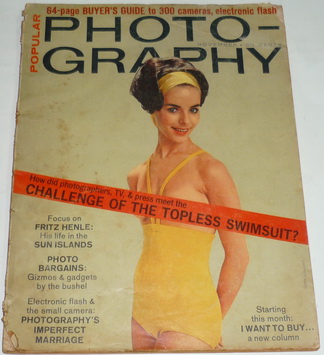 64-page BUYER'S GUIDE to 300 cameras, electronic flash
POPULAR
PHOTO-
GRAPHY
NOVEMBER
How did photographers, TV, & press meet the
CHALLENGE OF THE TOPLESS SWIMSUIT?
Focus on
FRITZ HENLE:
His life in the
SUN ISLANDS
PHOTO
BARGAINS:
Gizmos & gadgets
by the bushel
Electronic flash &
the small camera:
PHOTOGRAPHY'S
IMPERFECT
MARRIAGE
Starting
this month:
I WANT TO BUY...
a new column